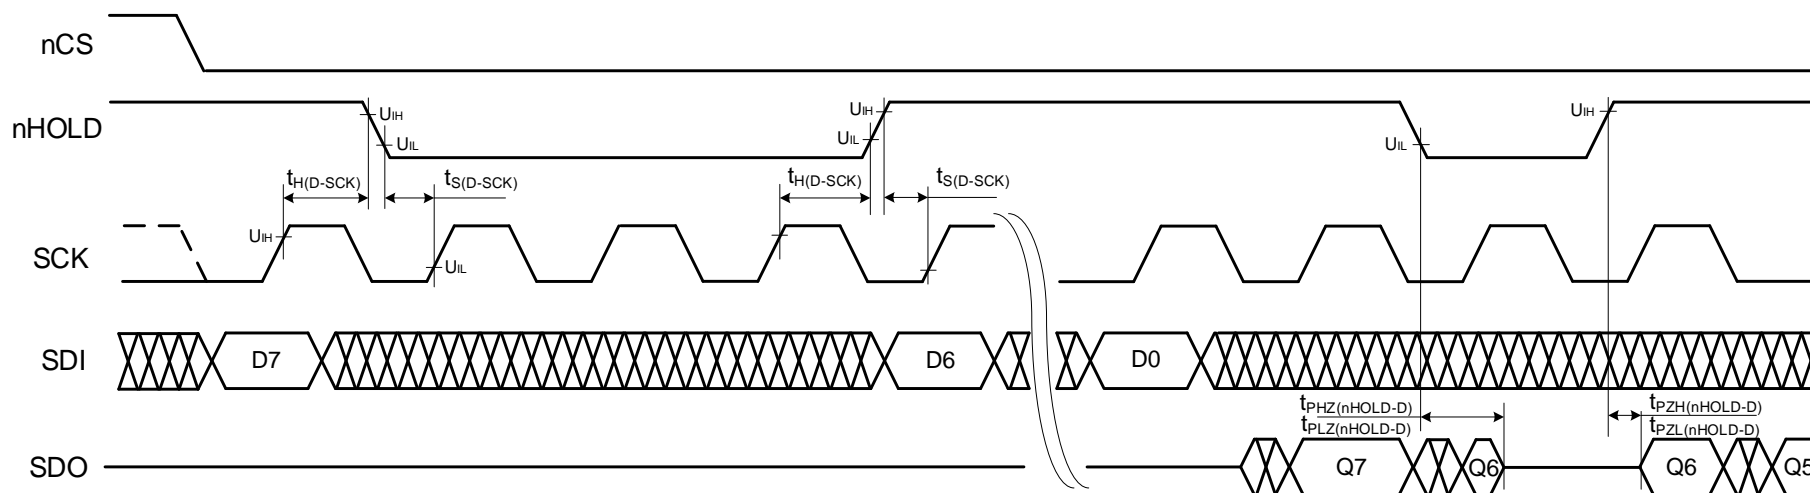 nCS
nHOLD
UIH
UIL
UIH
UIL
UIL
UIH
tH(D-SCK)
tS(D-SCK)
tH(D-SCK)
tS(D-SCK)
SCK
UIH
UIL
SDI
D7
D6
D0
tPHZ(nHOLD-D)
tPLZ(nHOLD-D)
tPZH(nHOLD-D)
tPZL(nHOLD-D)
SDO
Q7
Q6
Q6
Q5